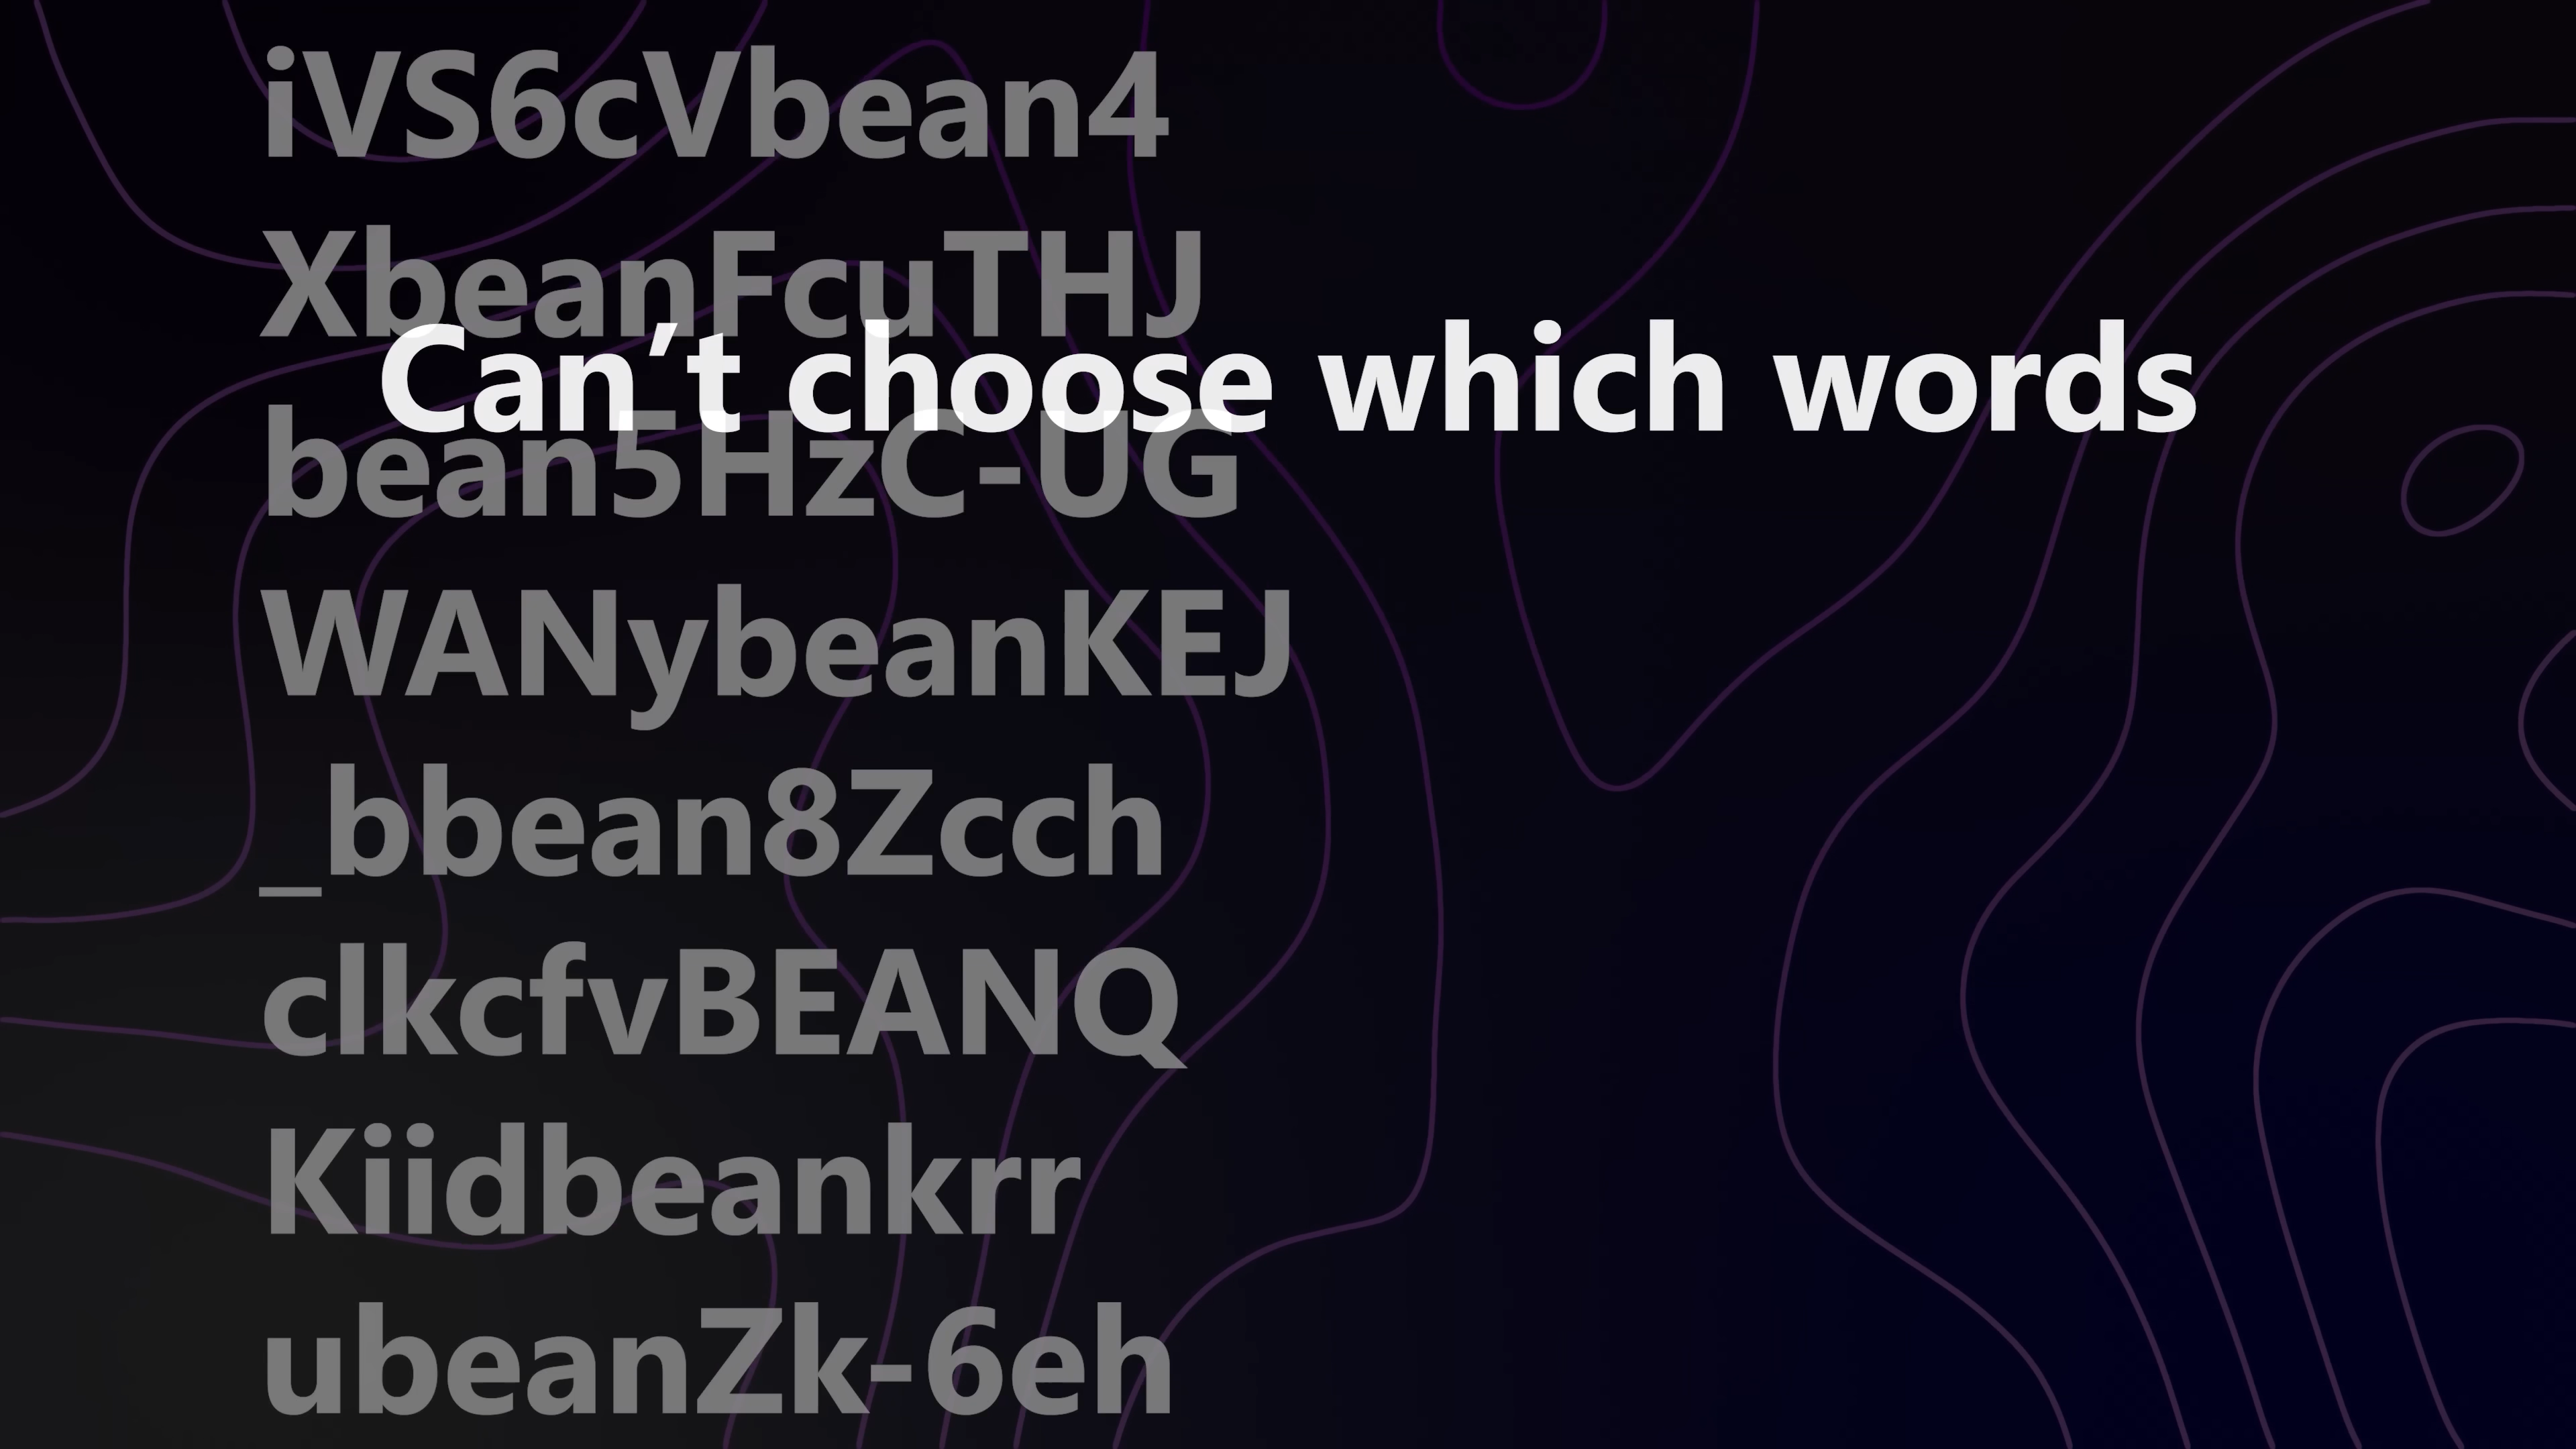 iVS6cVbean4
XbeanFcuTHJ
Can’t choose which words
bean5HzC-UG
WANybeanKEJ
_bbean8Zcch
clkcfvBEANQ
Kiidbeankrr
ubeanZk-6eh